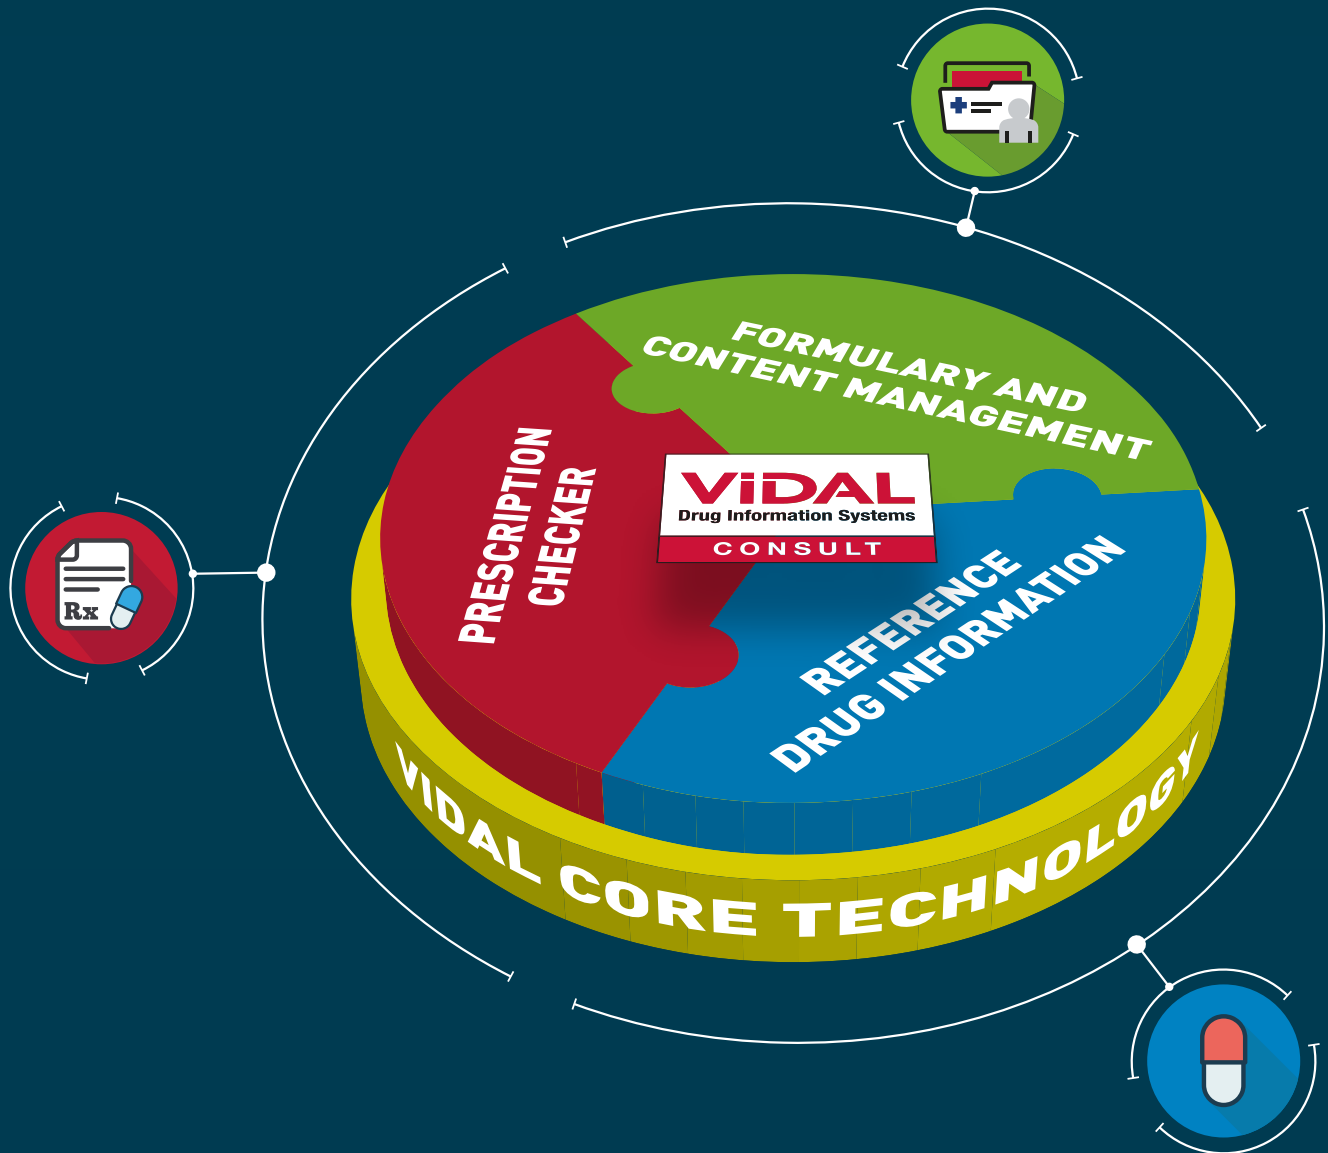 FORMULARY AND
CONTENT MANAGEMENT
PRESCRIPTION
CHECKER
ViDAL
Drug Information Systems
CONSULT
REFERENCE
DRUG INFORMATION
Rx
VIDAL CORE TECHNOLOGY